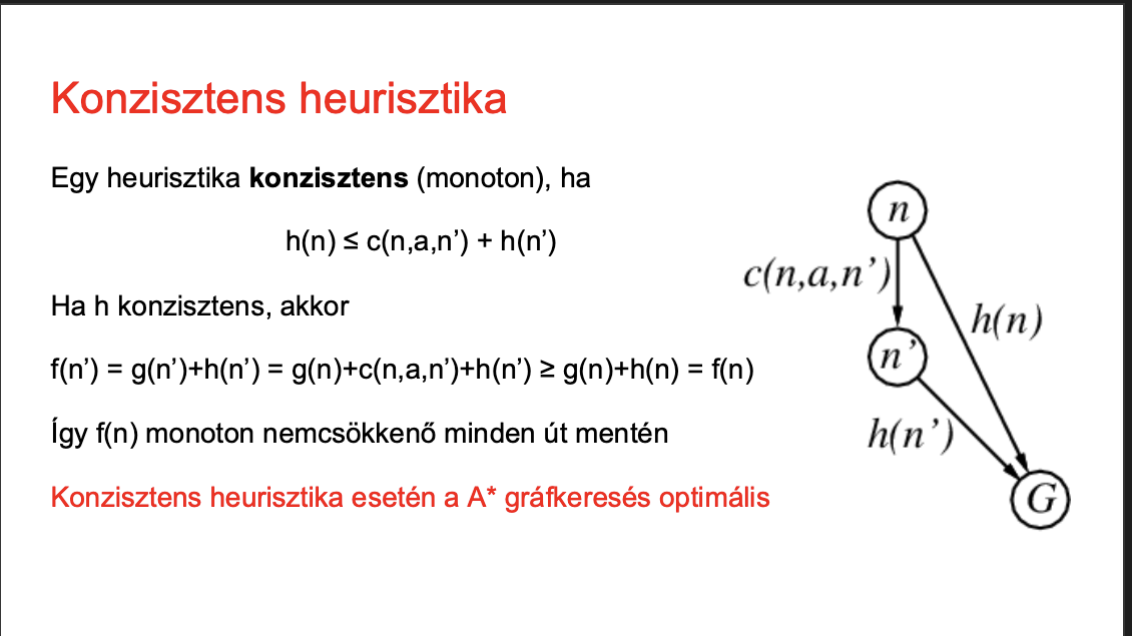 Konzisztens heurisztika
Egy heurisztika konzisztens (monoton), ha
h(n) ≤ c(n,a,n’) + h(n’)
Ha h konzisztens, akkor
f(n’) = g(n’)+h(n’) = g(n)+c(n,a,n’)+h(n’) ≥ g(n)+h(n) = f(n)
Így f(n) monoton nemcsökkenő minden út mentén
Konzisztens heurisztika esetén a A* gráfkeresés optimális
n
c(n,a,n’)
h(n)
n’
h(n’)
G